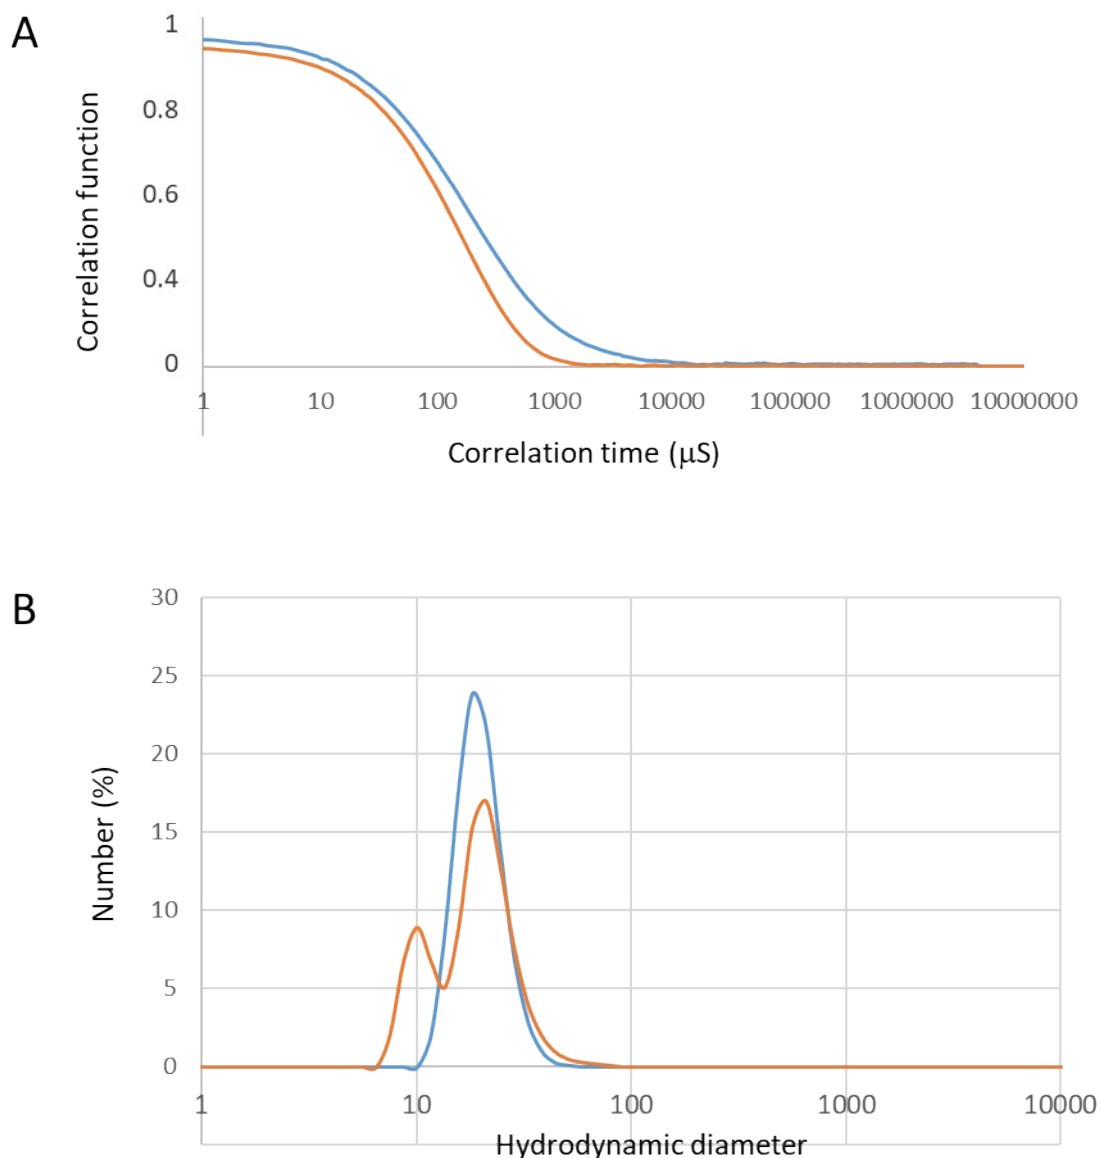 A
Correlation function
1
0.8
0.6
0.4
0
1 10 100 1000 10000 100000 1000000 10000000
Correlation time (μS)
B
Number (%)
30
25
20
15
10
5
0
1 10 100 1000 10000
Hydrodynamic diameter